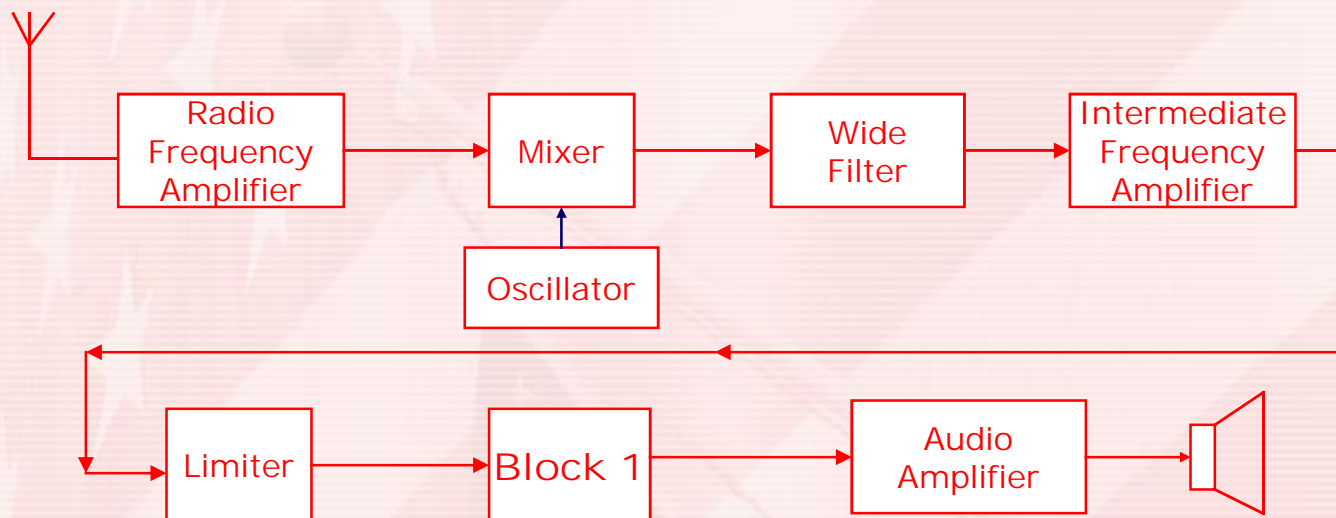 Radio
Frequency
Amplifier
Mixer
Wide
Filter
Intermediate
Frequency
Amplifier
Oscillator
Limiter
Block 1
Audio
Amplifier